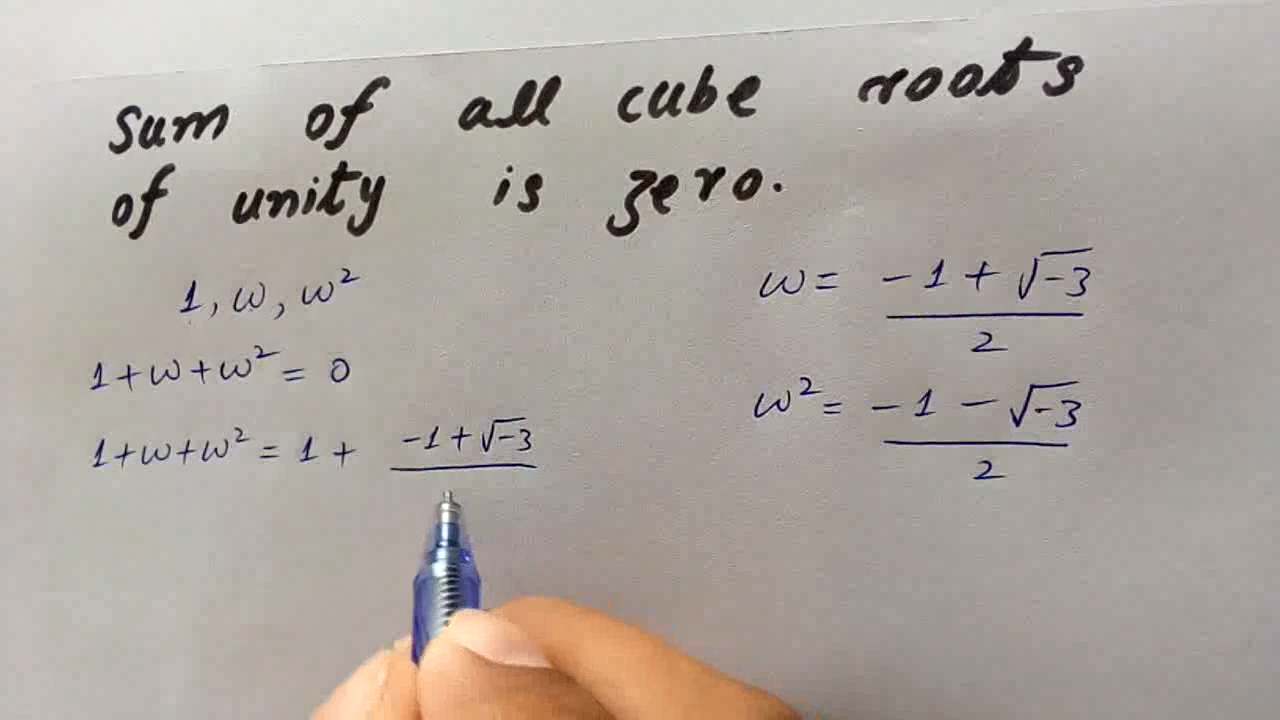 Sum of all cube roots
of unity is zero.
1, ω, ω²
1+ω+ω² = 0
1+ω+ω² = 1 + (-1+√-3)/
ω = (-1+√-3)/2
ω² = (-1-√-3)/2